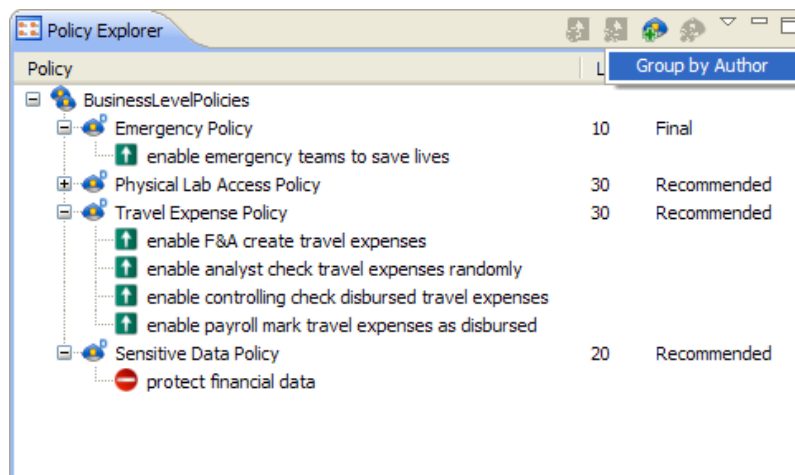 Policy Explorer
Policy L Group by Author
BusinessLevelPolicies
Emergency Policy 10 Final
enable emergency teams to save lives
Physical Lab Access Policy 30 Recommended
Travel Expense Policy 30 Recommended
enable F&A create travel expenses
enable analyst check travel expenses randomly
enable controlling check disbursed travel expenses
enable payroll mark travel expenses as disbursed
Sensitive Data Policy 20 Recommended
protect financial data